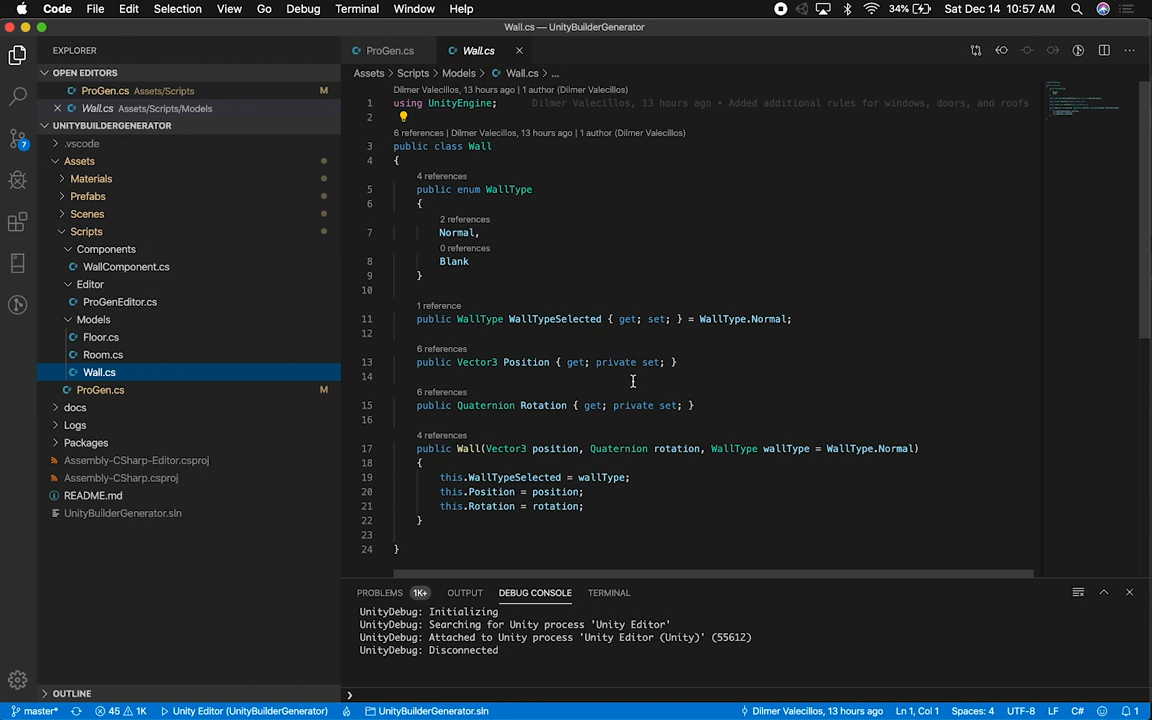 Code File Edit Selection View Go Debug Terminal Window Help 34% Sat Dec 14 10:57 AM
Wall.cs — UnityBuilderGenerator
EXPLORER
OPEN EDITORS
ProGen.cs Assets/Scripts M
Wall.cs Assets/Scripts/Models
UNITYBUILDERGENERATOR
.vscode
Assets
Materials
Prefabs
Scenes
Scripts
Components
WallComponent.cs
Editor
ProGenEditor.cs
Models
Floor.cs
Room.cs
Wall.cs
ProGen.cs M
docs
Logs
Packages
Assembly-CSharp-Editor.csproj
Assembly-CSharp.csproj
README.md
UnityBuilderGenerator.sln
OUTLINE
7
ProGen.cs Wall.cs
Assets > Scripts > Models > Wall.cs > ...
Dilmer Valecillos, 13 hours ago | 1 author (Dilmer Valecillos)
1 using UnityEngine; Dilmer Valecillos, 13 hours ago • Added additional rules for windows, doors, and roofs
2
6 references | Dilmer Valecillos, 13 hours ago | 1 author (Dilmer Valecillos)
3 public class Wall
4 {
4 references
5 public enum WallType
6 {
2 references
7 Normal,
0 references
8 Blank
9 }
10
1 reference
11 public WallType WallTypeSelected { get; set; } = WallType.Normal;
12
6 references
13 public Vector3 Position { get; private set; }
14
6 references
15 public Quaternion Rotation { get; private set; }
16
4 references
17 public Wall(Vector3 position, Quaternion rotation, WallType wallType = WallType.Normal)
18 {
19 this.WallTypeSelected = wallType;
20 this.Position = position;
21 this.Rotation = rotation;
22 }
23
24 }
PROBLEMS 1K+ OUTPUT DEBUG CONSOLE TERMINAL
UnityDebug: Initializing
UnityDebug: Searching for Unity process 'Unity Editor'
UnityDebug: Attached to Unity process 'Unity Editor (Unity)' (55612)
UnityDebug: Disconnected
master* 45 1K Unity Editor (UnityBuilderGenerator) UnityBuilderGenerator.sln Dilmer Valecillos, 13 hours ago Ln 1, Col 1 Spaces: 4 UTF-8 LF C# 1